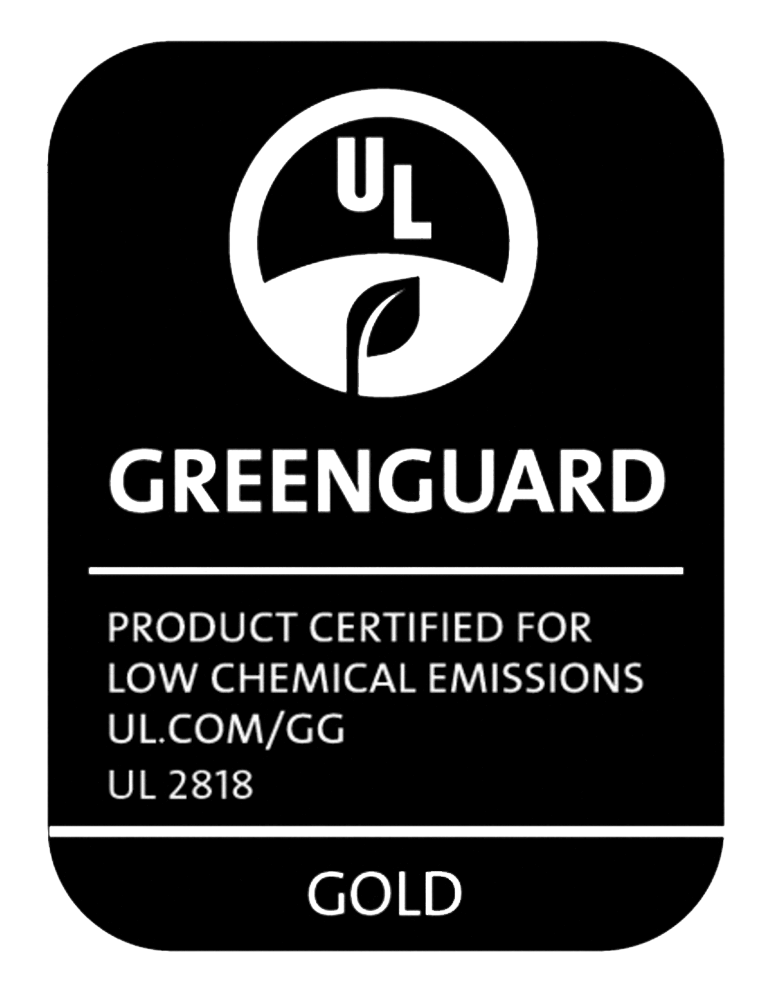 UL
GREENGUARD
PRODUCT CERTIFIED FOR
LOW CHEMICAL EMISSIONS
UL.COM/GG
UL 2818
GOLD